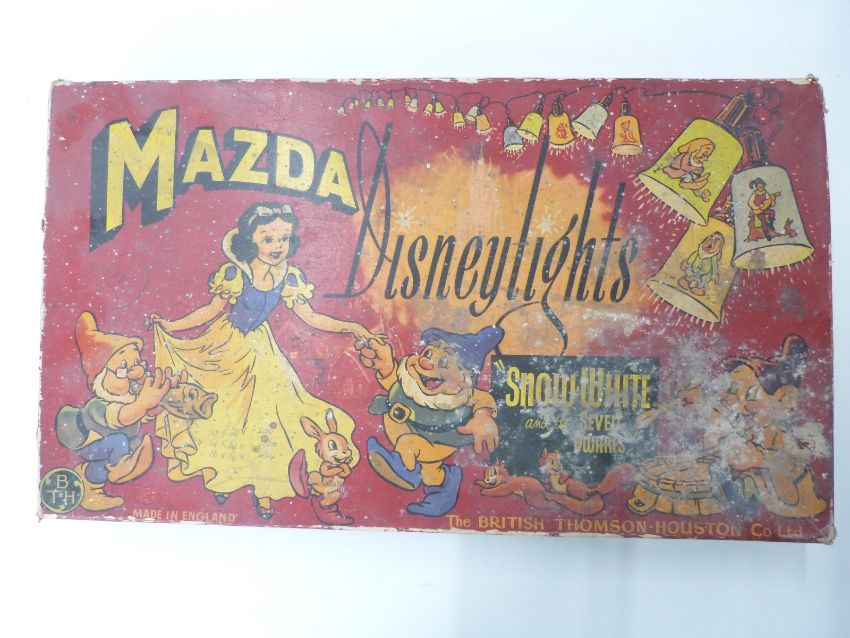 MAZDA
Disneylights
"SNOW-WHITE
and the SEVEN
DWARFS
B
T·H
MADE IN ENGLAND
The BRITISH THOMSON-HOUSTON Co Ltd